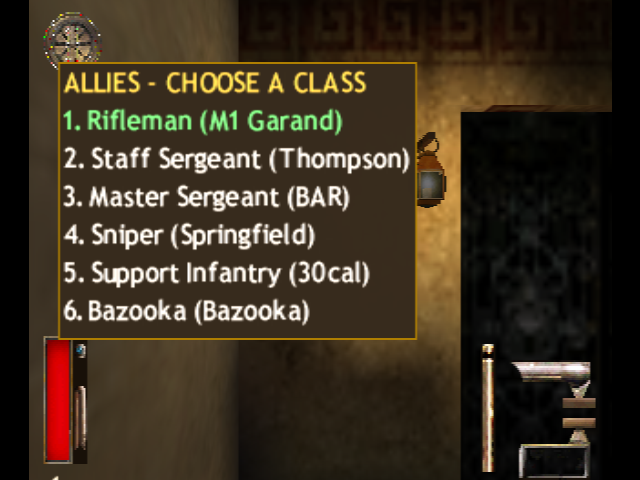 ALLIES - CHOOSE A CLASS
1. Rifleman (M1 Garand)
2. Staff Sergeant (Thompson)
3. Master Sergeant (BAR)
4. Sniper (Springfield)
5. Support Infantry (30cal)
6. Bazooka (Bazooka)